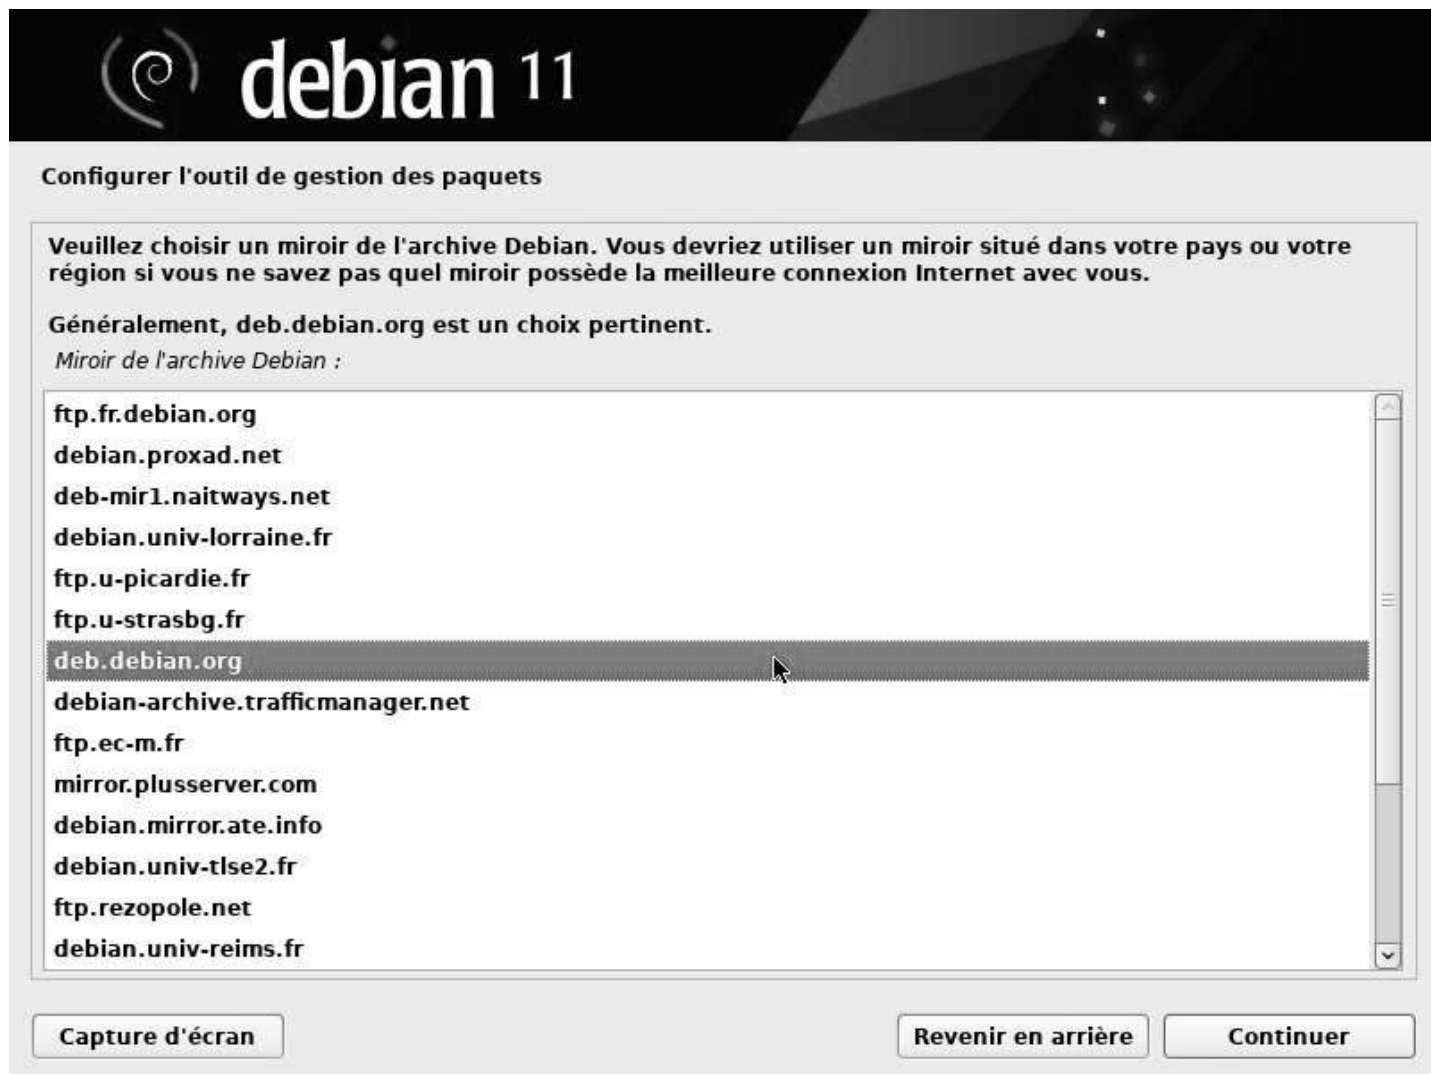 debian 11
Configurer l'outil de gestion des paquets
Veuillez choisir un miroir de l'archive Debian. Vous devriez utiliser un miroir situé dans votre pays ou votre
région si vous ne savez pas quel miroir possède la meilleure connexion Internet avec vous.
Généralement, deb.debian.org est un choix pertinent.
Miroir de l'archive Debian :
ftp.fr.debian.org
debian.proxad.net
deb-mir1.naitways.net
debian.univ-lorraine.fr
ftp.u-picardie.fr
ftp.u-strasbg.fr
deb.debian.org
debian-archive.trafficmanager.net
ftp.ec-m.fr
mirror.plusserver.com
debian.mirror.ate.info
debian.univ-tlse2.fr
ftp.rezopole.net
debian.univ-reims.fr
Capture d'écran
Revenir en arrière
Continuer